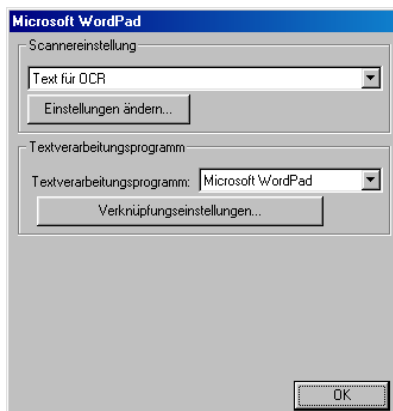 Microsoft WordPad
Scannereinstellung
Text für OCR
Einstellungen ändern...
Textverarbeitungsprogramm
Textverarbeitungsprogramm: Microsoft WordPad
Verknüpfungseinstellungen...
OK